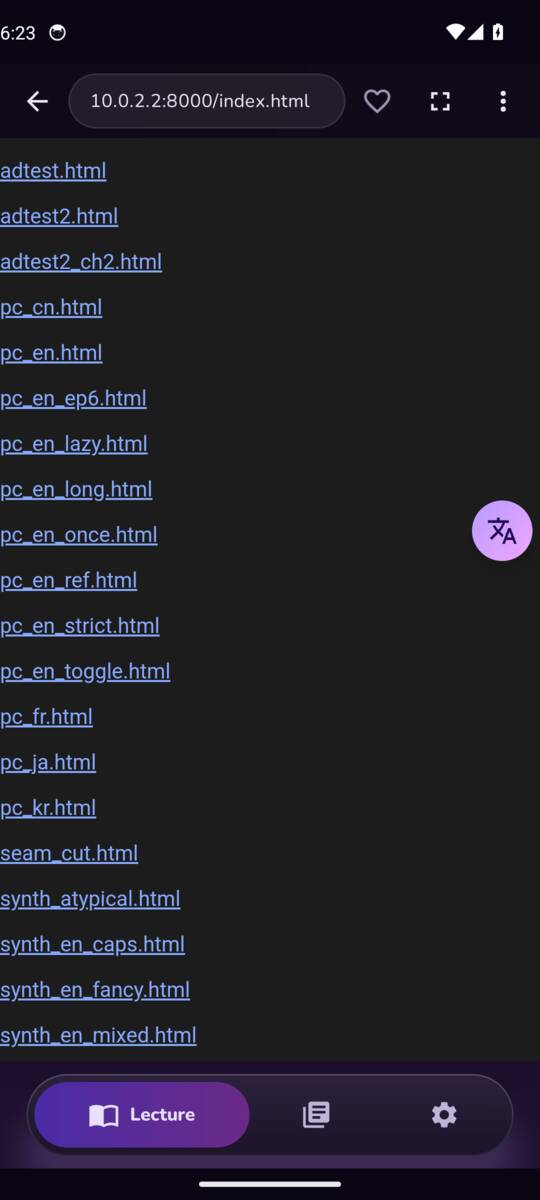 6:23
10.0.2.2:8000/index.html
adtest.html
adtest2.html
adtest2_ch2.html
pc_cn.html
pc_en.html
pc_en_ep6.html
pc_en_lazy.html
pc_en_long.html
pc_en_once.html
pc_en_ref.html
pc_en_strict.html
pc_en_toggle.html
pc_fr.html
pc_ja.html
pc_kr.html
seam_cut.html
synth_atypical.html
synth_en_caps.html
synth_en_fancy.html
synth_en_mixed.html
Lecture